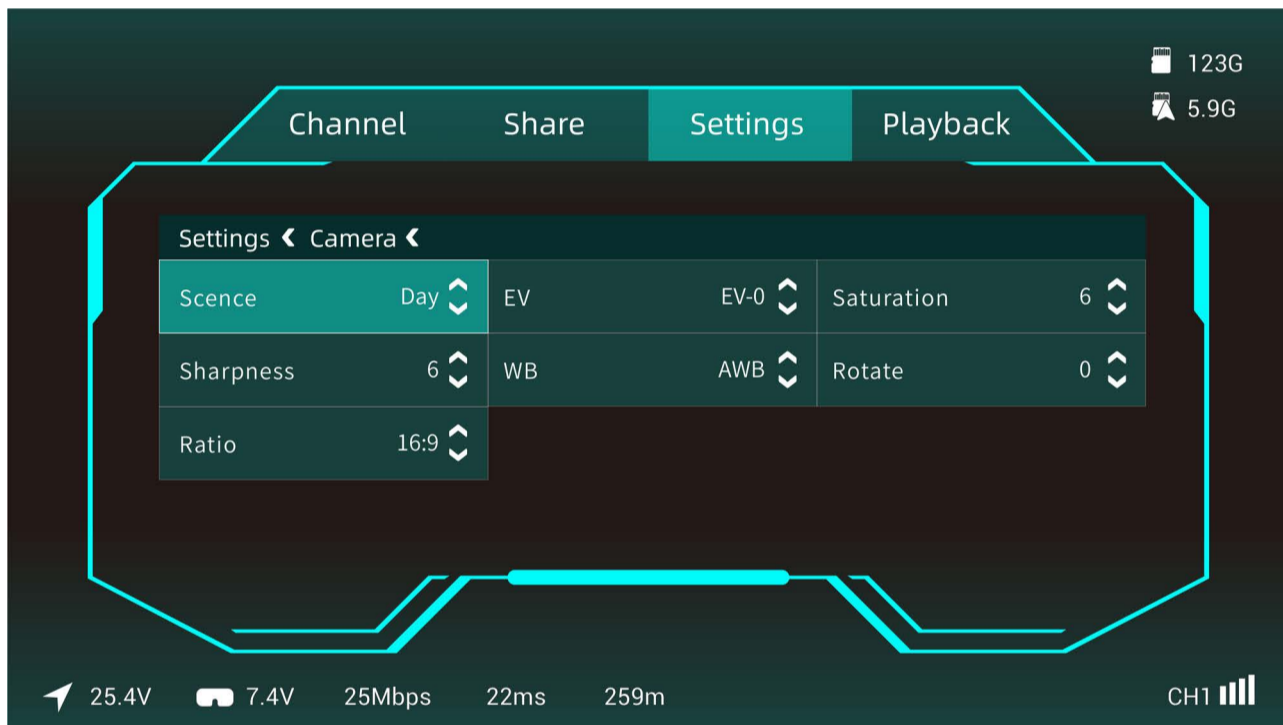 123G
5.9G
Channel Share Settings Playback
Settings Camera
Scence Day EV EV-0 Saturation 6
Sharpness 6 WB AWB Rotate 0
Ratio 16:9
25.4V 7.4V 25Mbps 22ms 259m CH1